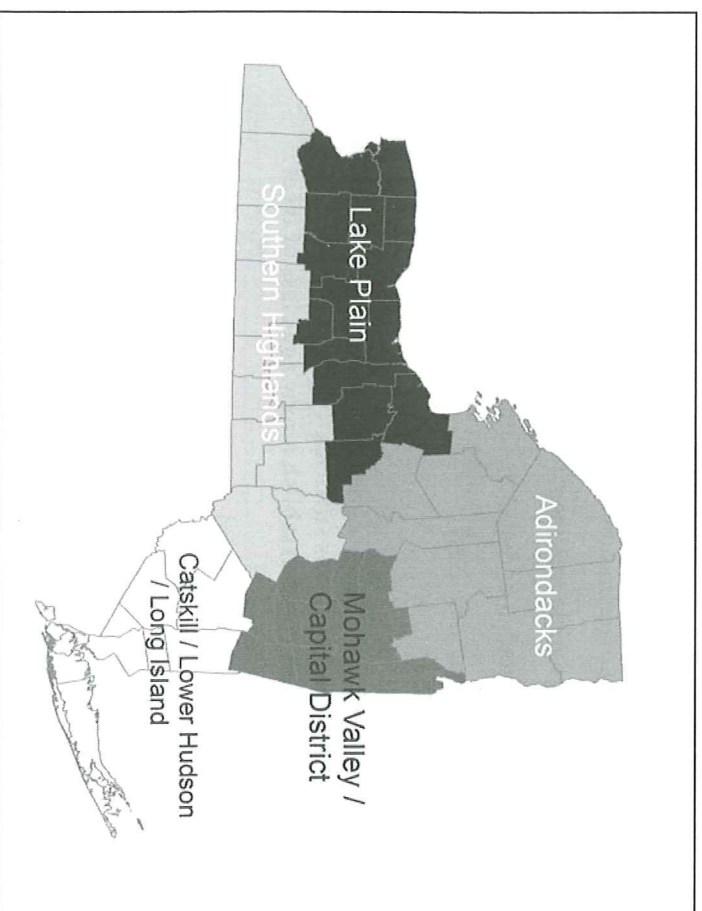 Adirondacks
Lake Plain
Mohawk Valley /
Capital District
Southern Highlands
Catskill / Lower Hudson
/ Long Island